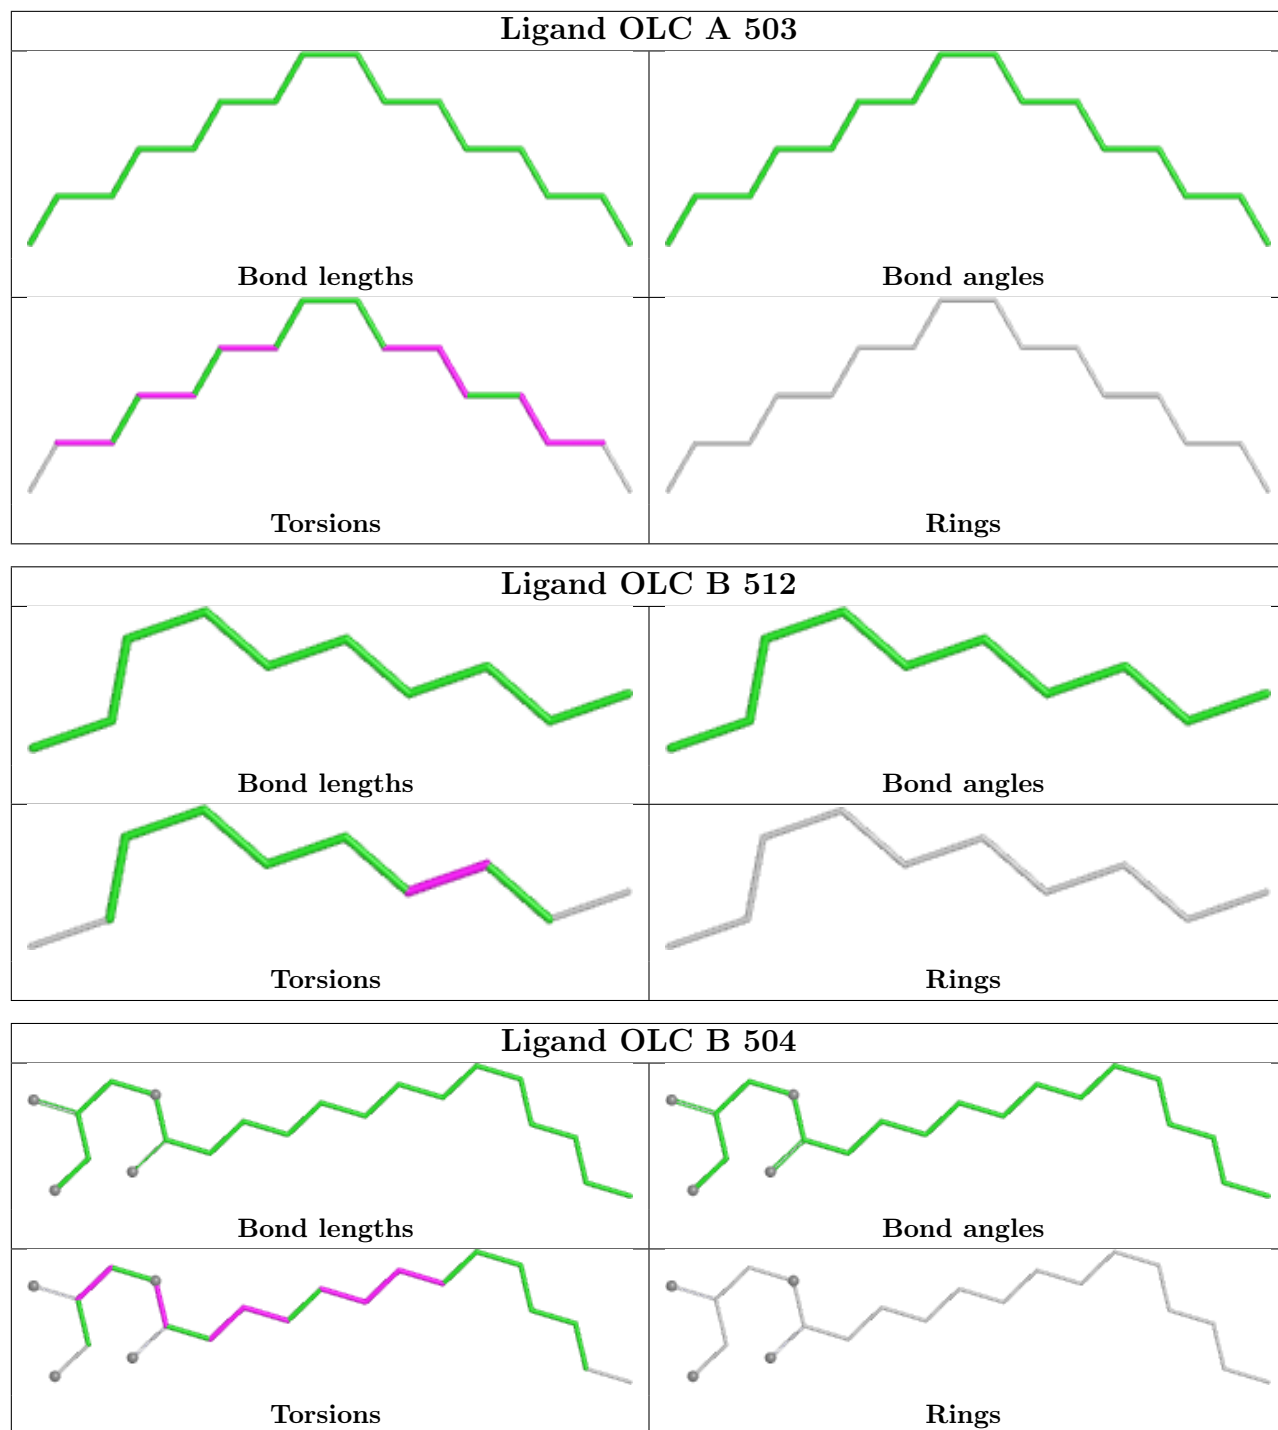 Ligand OLC A 503
Bond lengths
Bond angles
Torsions
Rings
Ligand OLC B 512
Bond lengths
Bond angles
Torsions
Rings
Ligand OLC B 504
Bond lengths
Bond angles
Torsions
Rings